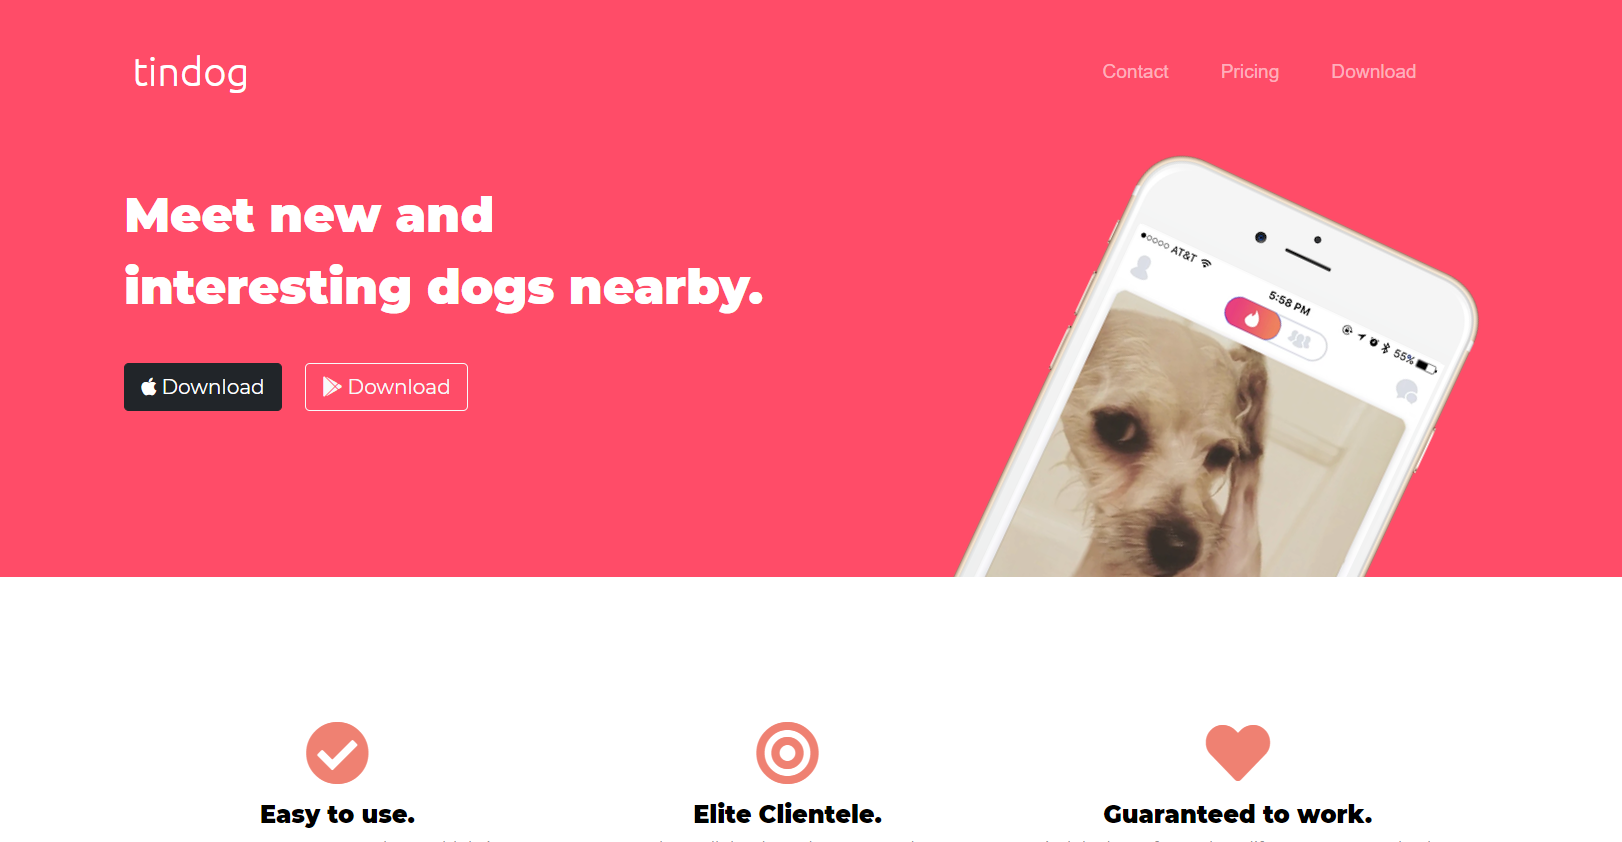 tindog
Contact Pricing Download
Meet new and
interesting dogs nearby.
Download Download
AT&T
5:58 PM
55%
Easy to use. Elite Clientele. Guaranteed to work.